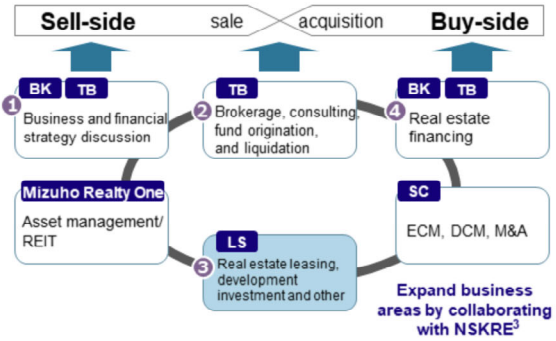 Sell-side
sale
acquisition
Buy-side
1
BK TB
Business and financial
strategy discussion
2
TB
Brokerage, consulting,
fund origination,
and liquidation
4
BK TB
Real estate
financing
Mizuho Realty One
Asset management/
REIT
3
LS
Real estate leasing,
development
investment and other
SC
ECM, DCM, M&A
Expand business
areas by collaborating
with NSKRE3